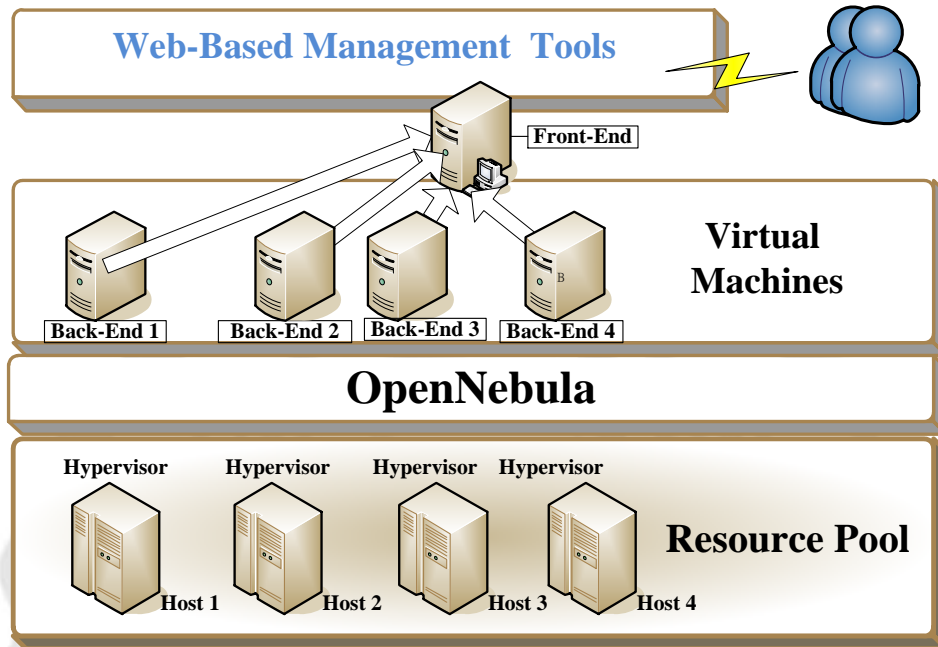 Web-Based Management Tools
Front-End
Virtual
Machines
B
Back-End 1
Back-End 2
Back-End 3
Back-End 4
OpenNebula
Hypervisor
Hypervisor
Hypervisor
Hypervisor
Resource Pool
Host 1
Host 2
Host 3
Host 4